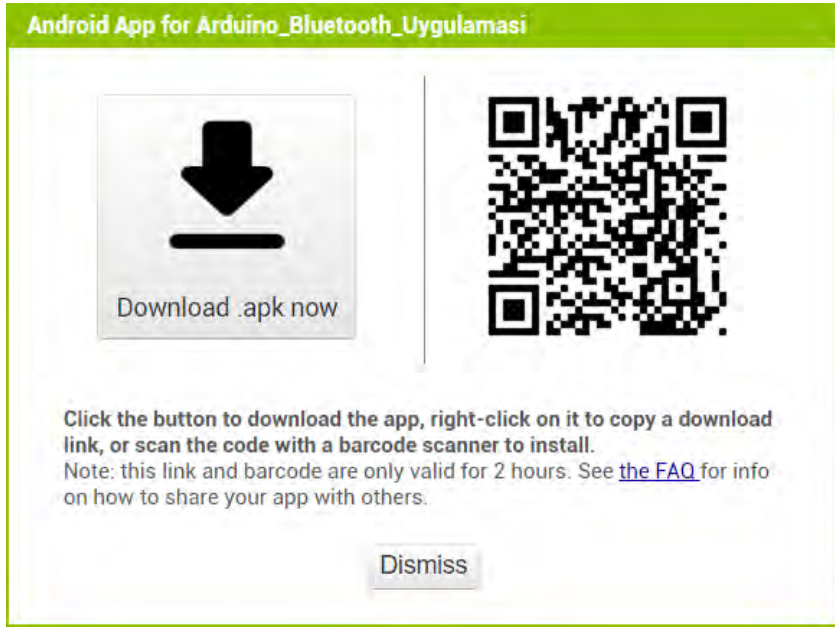 Android App for Arduino_Bluetooth_Uygulamasi
Download .apk now
Click the button to download the app, right-click on it to copy a download
link, or scan the code with a barcode scanner to install.
Note: this link and barcode are only valid for 2 hours. See the FAQ for info
on how to share your app with others.
Dismiss